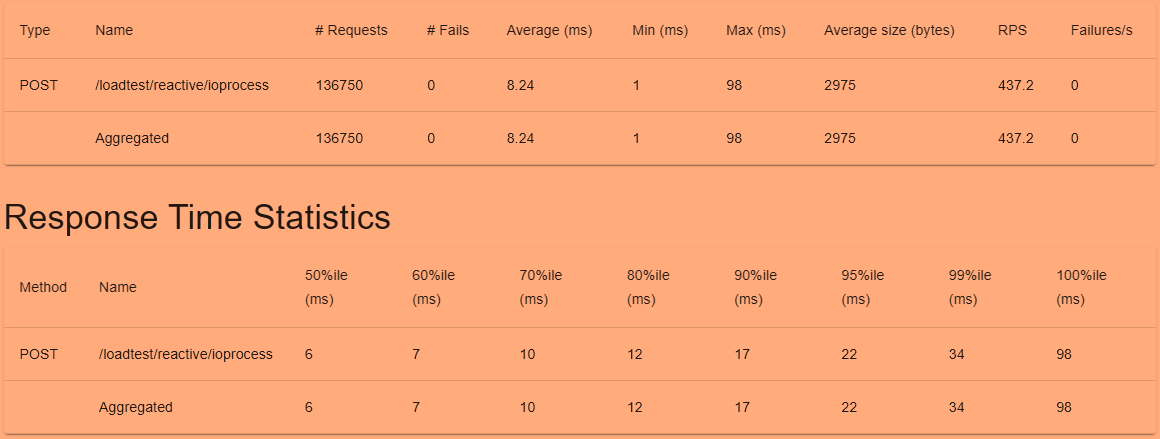 Type Name # Requests # Fails Average (ms) Min (ms) Max (ms) Average size (bytes) RPS Failures/s
POST /loadtest/reactive/ioprocess 136750 0 8.24 1 98 2975 437.2 0
Aggregated 136750 0 8.24 1 98 2975 437.2 0
Response Time Statistics
Method Name 50%ile (ms) 60%ile (ms) 70%ile (ms) 80%ile (ms) 90%ile (ms) 95%ile (ms) 99%ile (ms) 100%ile (ms)
POST /loadtest/reactive/ioprocess 6 7 10 12 17 22 34 98
Aggregated 6 7 10 12 17 22 34 98